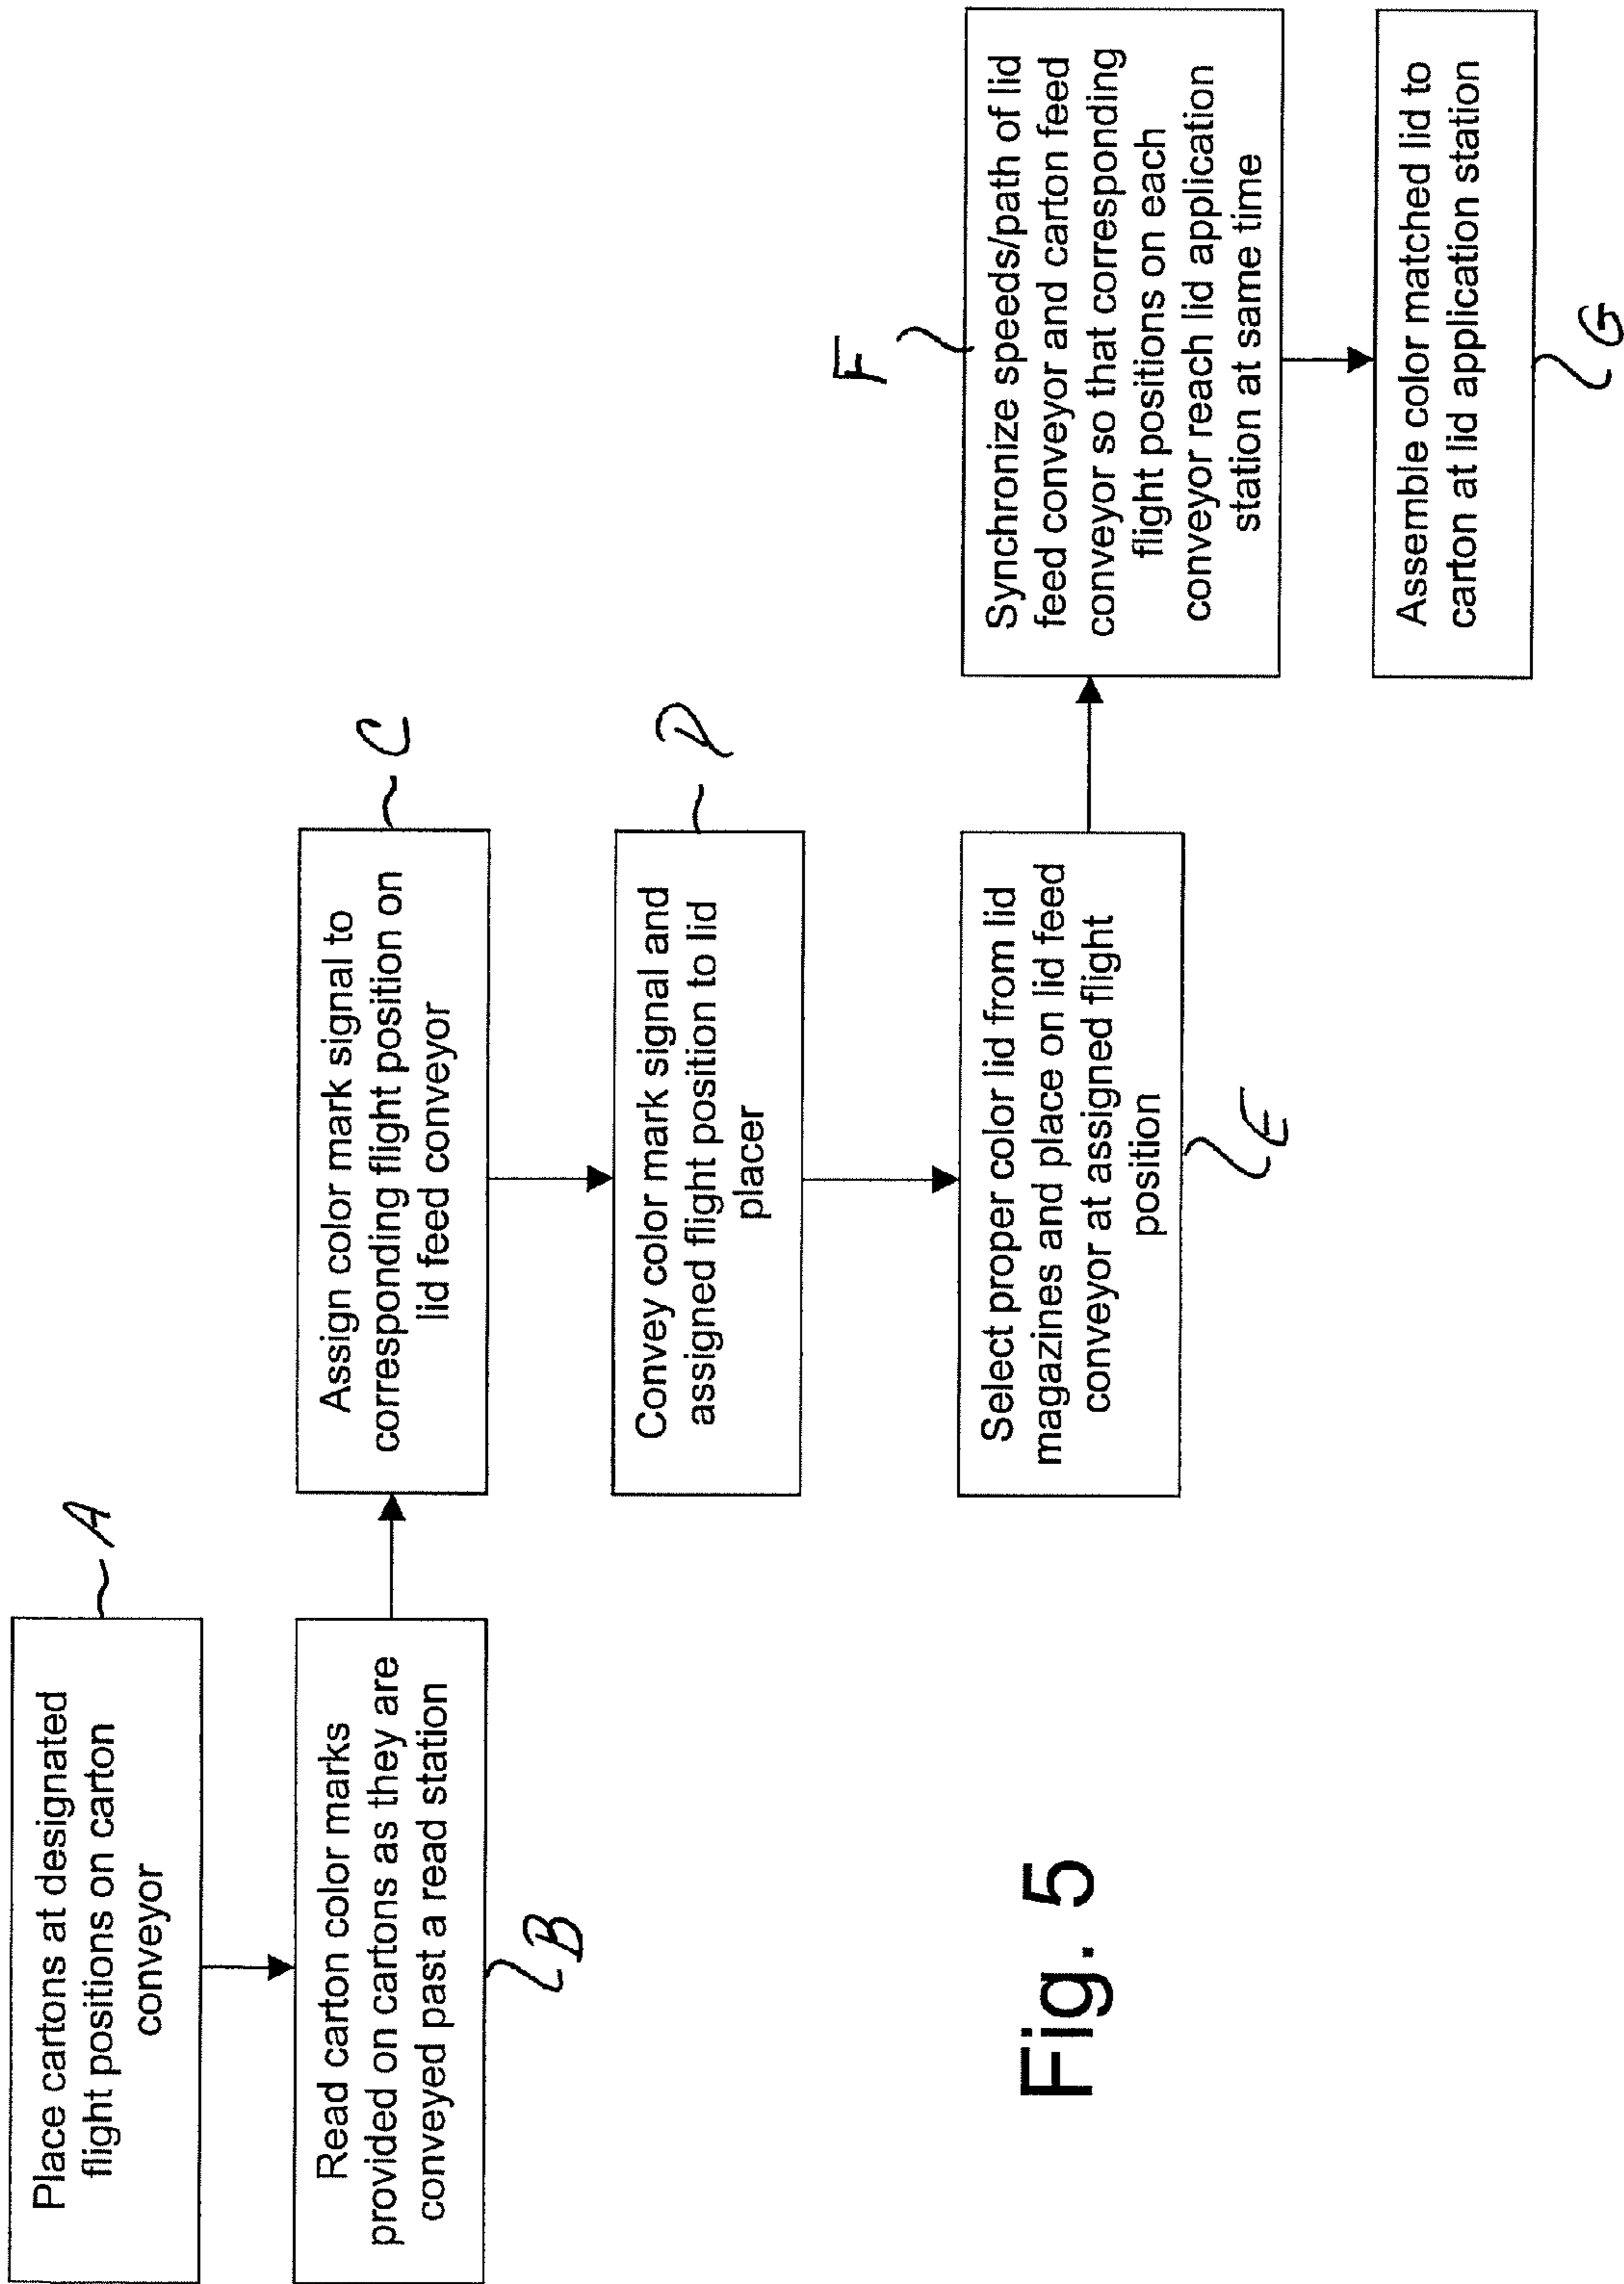 Place cartons at designated
flight positions on carton
conveyor
A
Read carton color marks
provided on cartons as they are
conveyed past a read station
B
Assign color mark signal to
corresponding flight position on
lid feed conveyor
C
Convey color mark signal and
assigned flight position to lid
placer
D
Select proper color lid from lid
magazines and place on lid feed
conveyor at assigned flight
position
E
F
Synchronize speeds/path of lid
feed conveyor and carton feed
conveyor so that corresponding
flight positions on each
conveyor reach lid application
station at same time
Assemble color matched lid to
carton at lid application station
G
Fig. 5